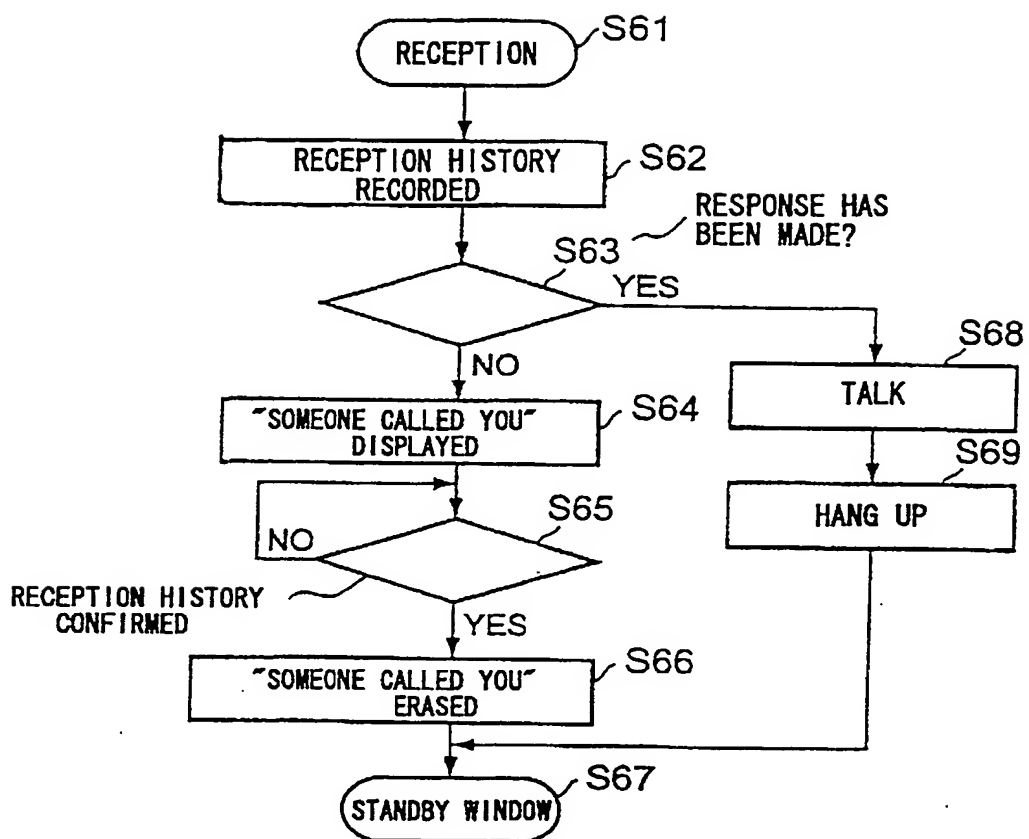 S61
RECEPTION
RECEPTION HISTORY
RECORDED
S62
RESPONSE HAS
BEEN MADE?
S63
YES
NO
S68
TALK
"SOMEONE CALLED YOU"
DISPLAYED
S64
S69
HANG UP
S65
NO
RECEPTION HISTORY
CONFIRMED
YES
S66
"SOMEONE CALLED YOU"
ERASED
S67
STANDBY WINDOW